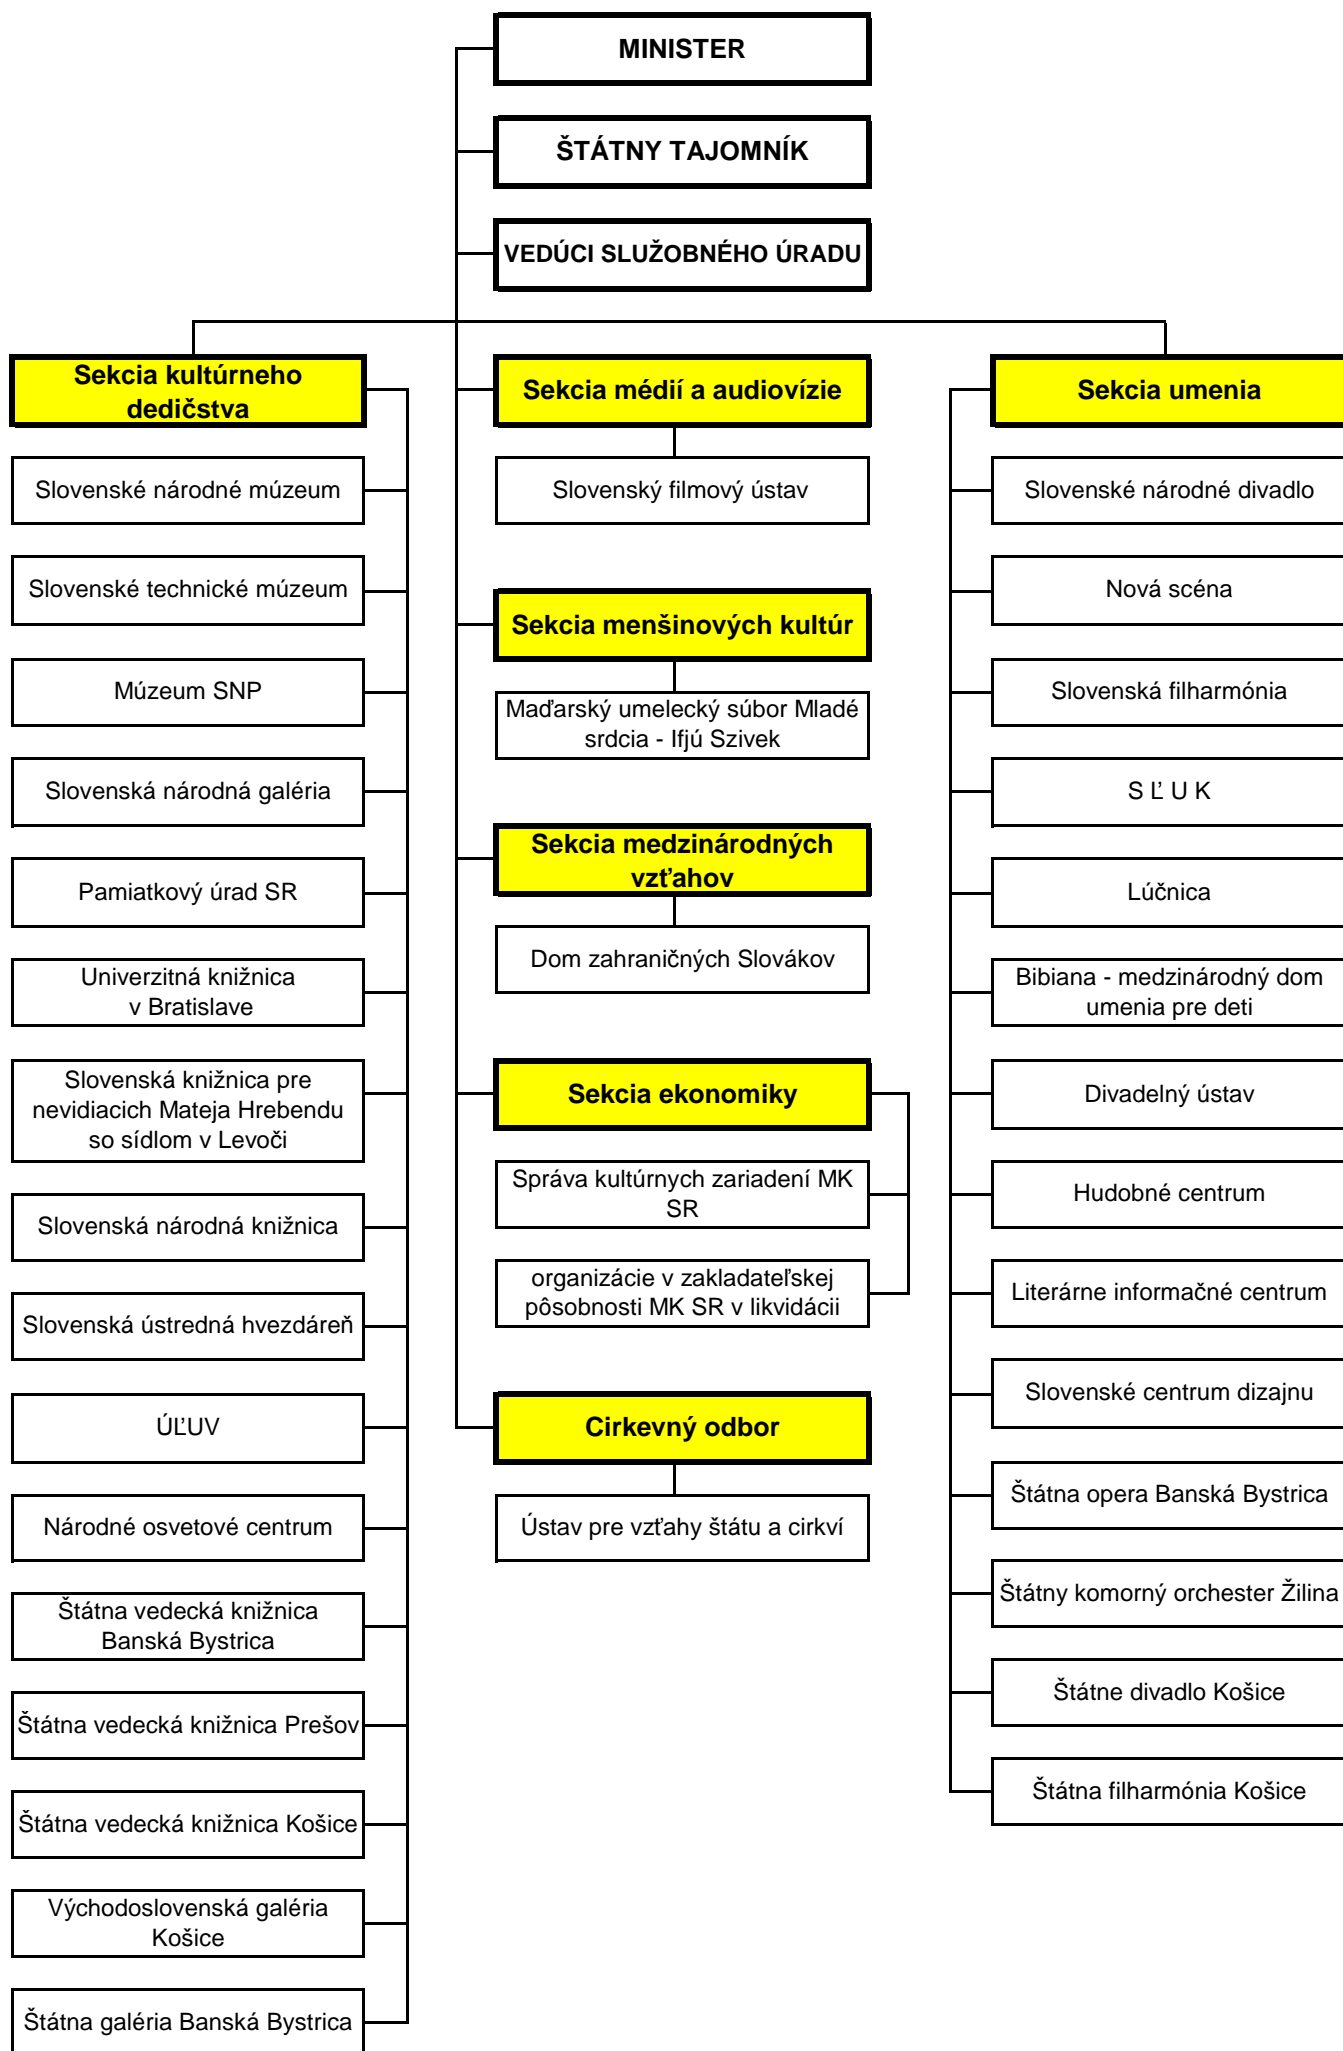 MINISTER
ŠTÁTNY TAJOMNÍK
VEDÚCI SLUŽOBNÉHO ÚRADU
Sekcia kultúrneho
dedičstva
Slovenské národné múzeum
Slovenské technické múzeum
Múzeum SNP
Slovenská národná galéria
Pamiatkový úrad SR
Univerzitná knižnica
v Bratislave
Slovenská knižnica pre
nevidiacich Mateja Hrebendu
so sídlom v Levoči
Slovenská národná knižnica
Slovenská ústredná hvezdáreň
ÚĽUV
Národné osvetové centrum
Štátna vedecká knižnica
Banská Bystrica
Štátna vedecká knižnica Prešov
Štátna vedecká knižnica Košice
Východoslovenská galéria
Košice
Štátna galéria Banská Bystrica
Sekcia médií a audiovízie
Slovenský filmový ústav
Sekcia menšinových kultúr
Maďarský umelecký súbor Mladé
srdcia - Ifjú Szivek
Sekcia medzinárodných
vzťahov
Dom zahraničných Slovákov
Sekcia ekonomiky
Správa kultúrnych zariadení MK
SR
organizácie v zakladateľskej
pôsobnosti MK SR v likvidácii
Cirkevný odbor
Ústav pre vzťahy štátu a cirkví
Sekcia umenia
Slovenské národné divadlo
Nová scéna
Slovenská filharmónia
S Ľ U K
Lúčnica
Bibiana - medzinárodný dom
umenia pre deti
Divadelný ústav
Hudobné centrum
Literárne informačné centrum
Slovenské centrum dizajnu
Štátna opera Banská Bystrica
Štátny komorný orchester Žilina
Štátne divadlo Košice
Štátna filharmónia Košice